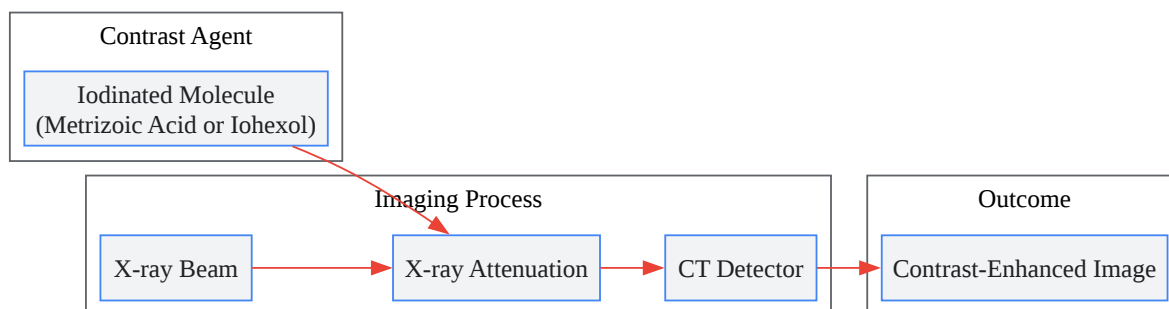 Contrast Agent
Iodinated Molecule
(Metrizoic Acid or Iohexol)
Imaging Process
Outcome
X-ray Beam
X-ray Attenuation
CT Detector
Contrast-Enhanced Image